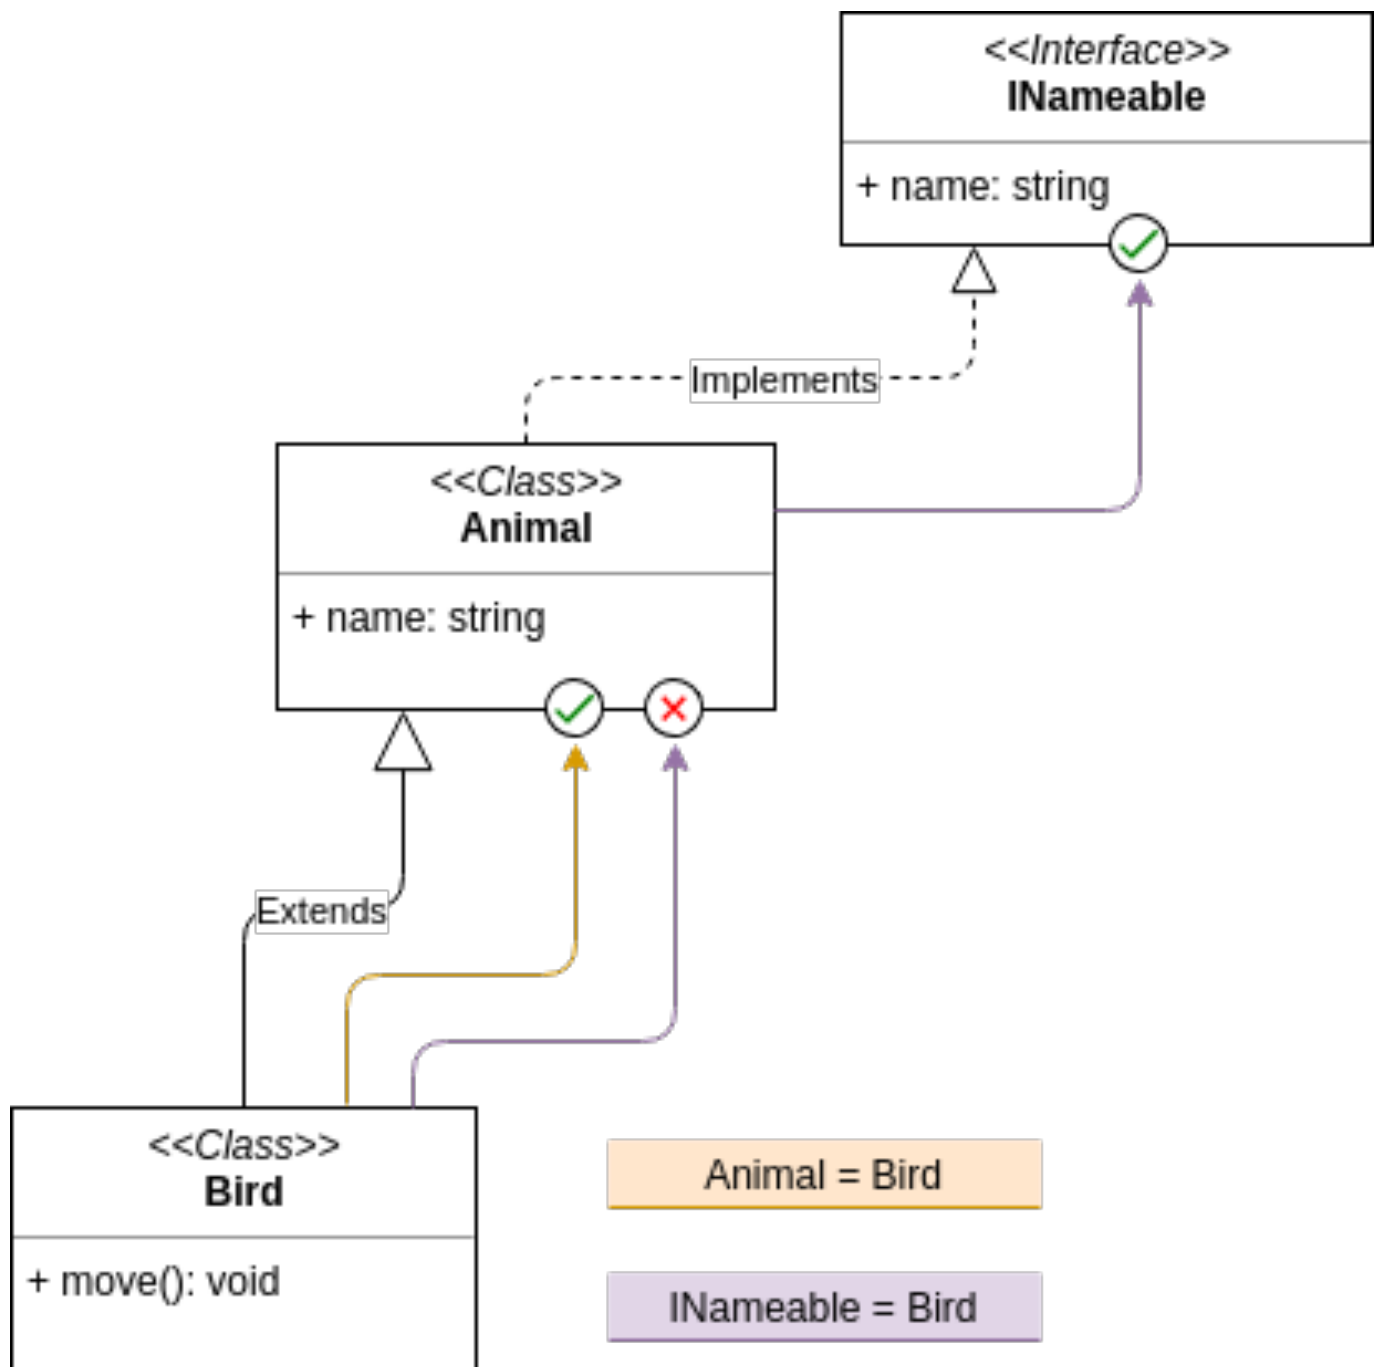 <<Interface>>
INameable
+ name: string
Implements
<<Class>>
Animal
+ name: string
Extends
<<Class>>
Bird
+ move(): void
Animal = Bird
INameable = Bird